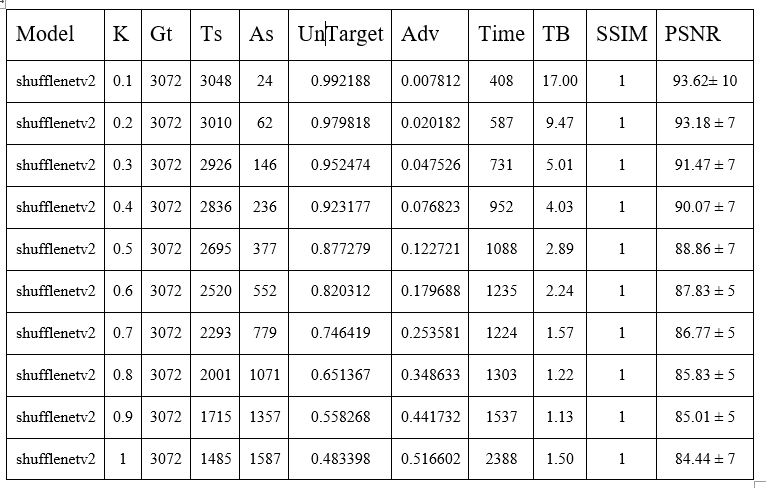 Model K Gt Ts As UnTarget Adv Time TB SSIM PSNR
shufflenetv2 0.1 3072 3048 24 0.992188 0.007812 408 17.00 1 93.62± 10
shufflenetv2 0.2 3072 3010 62 0.979818 0.020182 587 9.47 1 93.18 ± 7
shufflenetv2 0.3 3072 2926 146 0.952474 0.047526 731 5.01 1 91.47 ± 7
shufflenetv2 0.4 3072 2836 236 0.923177 0.076823 952 4.03 1 90.07 ± 7
shufflenetv2 0.5 3072 2695 377 0.877279 0.122721 1088 2.89 1 88.86 ± 7
shufflenetv2 0.6 3072 2520 552 0.820312 0.179688 1235 2.24 1 87.83 ± 5
shufflenetv2 0.7 3072 2293 779 0.746419 0.253581 1224 1.57 1 86.77 ± 5
shufflenetv2 0.8 3072 2001 1071 0.651367 0.348633 1303 1.22 1 85.83 ± 5
shufflenetv2 0.9 3072 1715 1357 0.558268 0.441732 1537 1.13 1 85.01 ± 5
shufflenetv2 1 3072 1485 1587 0.483398 0.516602 2388 1.50 1 84.44 ± 7